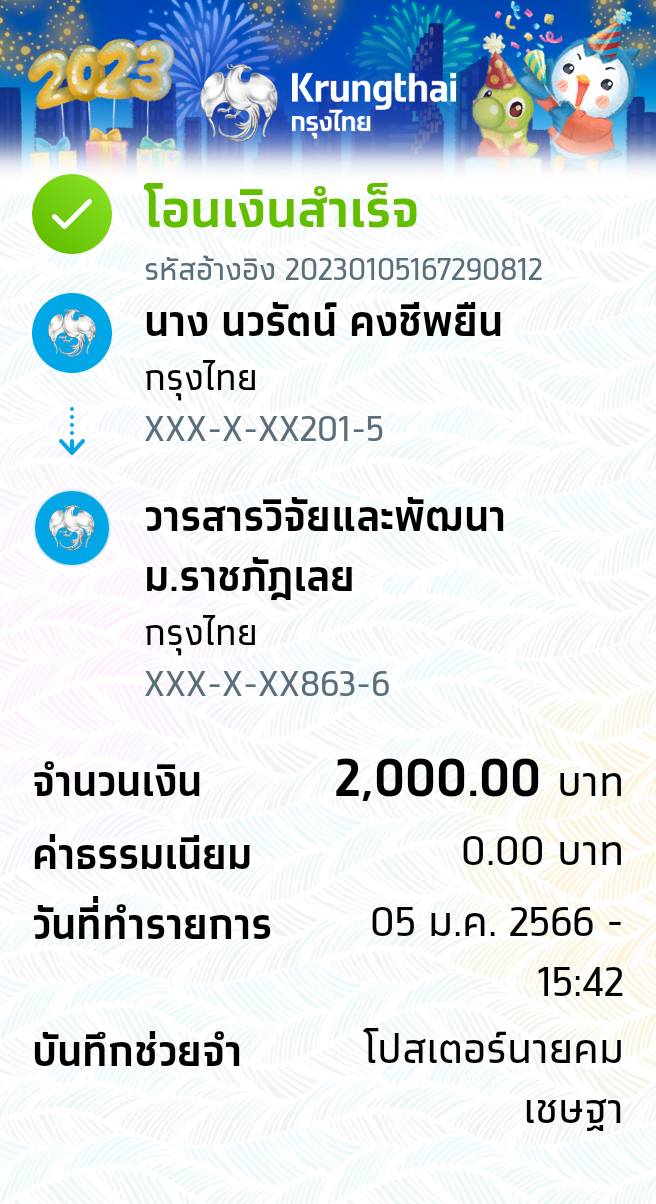 2023
Krungthai
กรุงไทย
โอนเงินสำเร็จ
รหัสอ้างอิง 20230105167290812
นาง นวรัตน์ คงชีพยืน
กรุงไทย
XXX-X-XX201-5
วารสารวิจัยและพัฒนา
ม.ราชภัฎเลย
กรุงไทย
XXX-X-XX863-6
จำนวนเงิน 2,000.00 บาท
ค่าธรรมเนียม 0.00 บาท
วันที่ทำรายการ 05 ม.ค. 2566 -
15:42
บันทึกช่วยจำ โปสเตอร์นายคม
เชษฐา